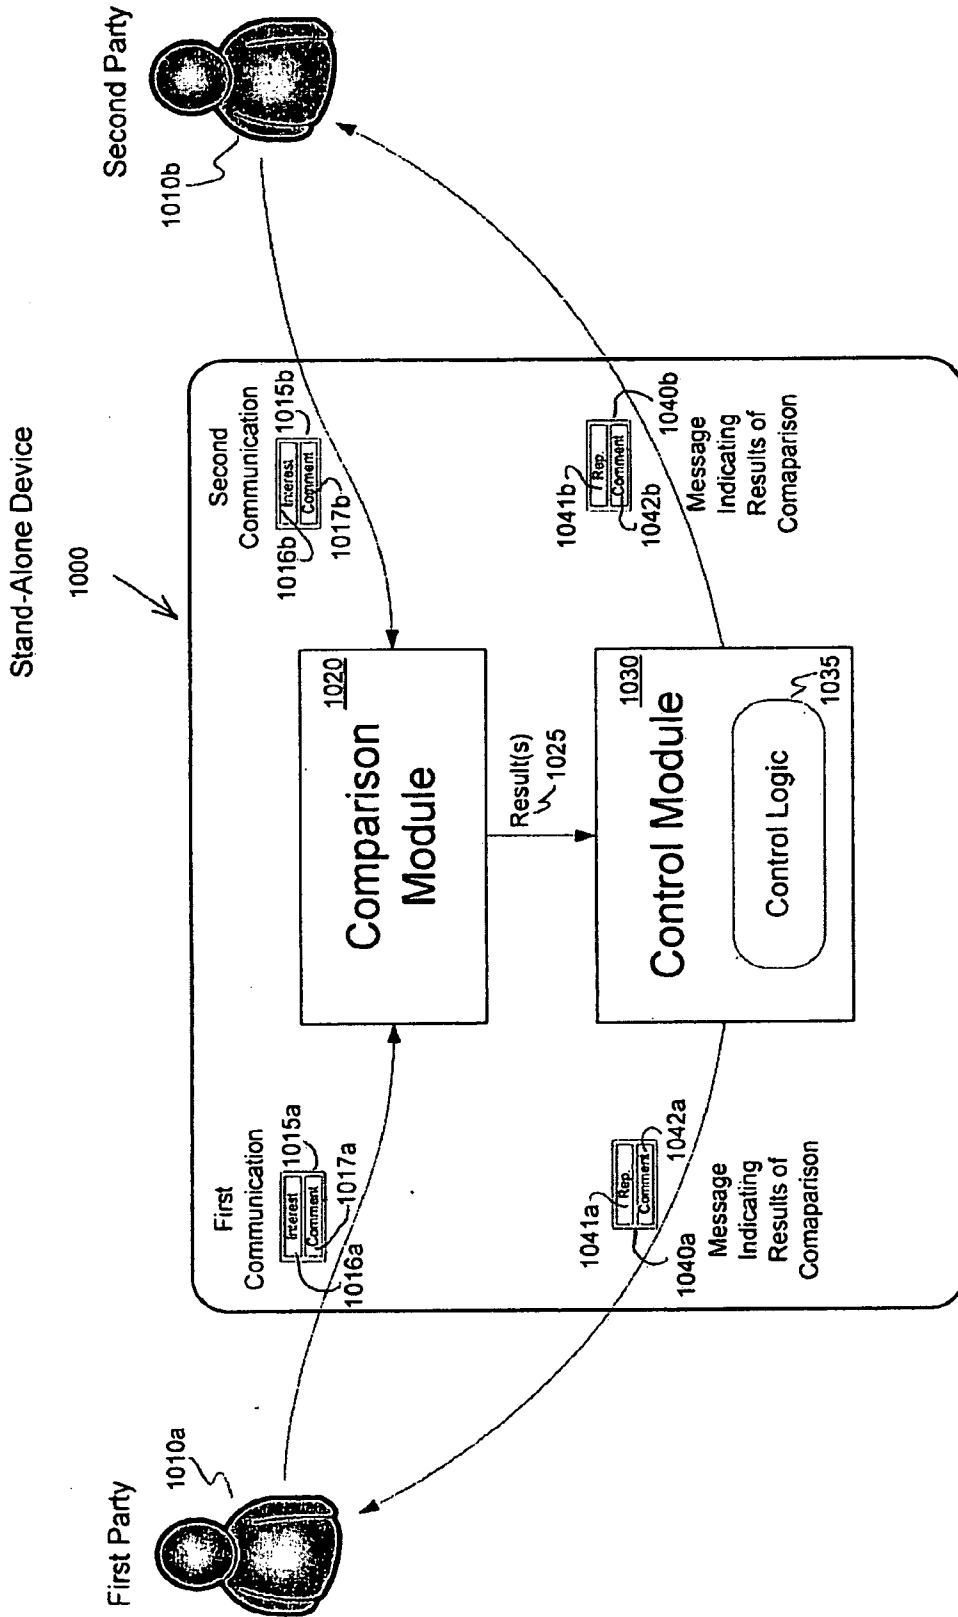 Stand-Alone Device
1000
First Party
1010a
Second Party
1010b
First
Communication
1015a
Interest
Comment
1016a
1017a
Second
Communication
1015b
Interest
Comment
1016b
1017b
1020
Comparison
Module
Result(s)
1025
1030
Control Module
Control Logic
1035
1041a
Rep.
Comment
1042a
1040a
Message
Indicating
Results of
Comaparison
1041b
Rep.
Comment
1042b
1040b
Message
Indicating
Results of
Comaparison